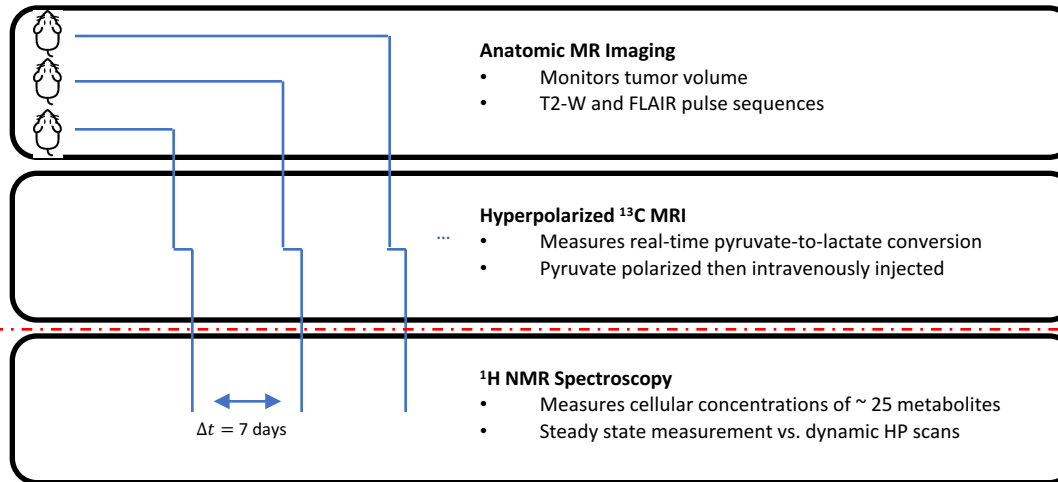 Anatomic MR Imaging
• Monitors tumor volume
• T2-W and FLAIR pulse sequences
Hyperpolarized ¹³C MRI
...
• Measures real-time pyruvate-to-lactate conversion
• Pyruvate polarized then intravenously injected
¹H NMR Spectroscopy
• Measures cellular concentrations of ~ 25 metabolites
• Steady state measurement vs. dynamic HP scans
Δt = 7 days